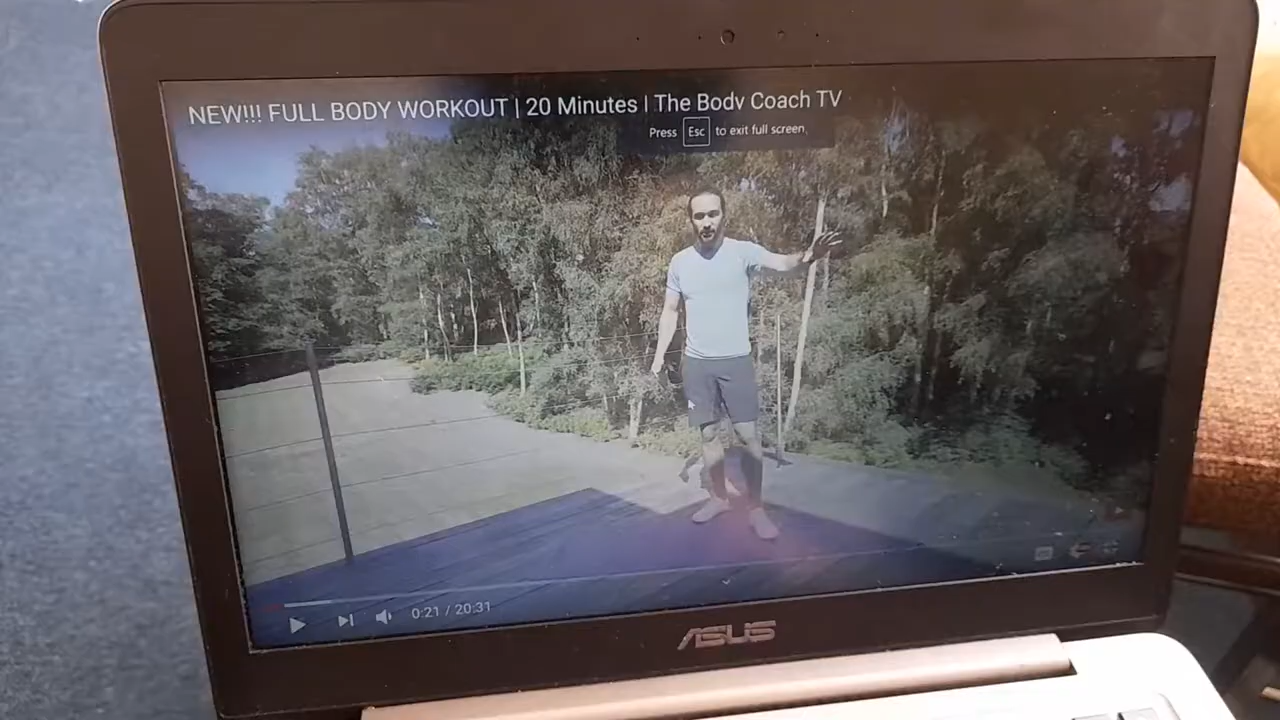 NEW!!! FULL BODY WORKOUT | 20 Minutes | The Body Coach TV
Press Esc to exit full screen
0:21 / 20:31
ASUS